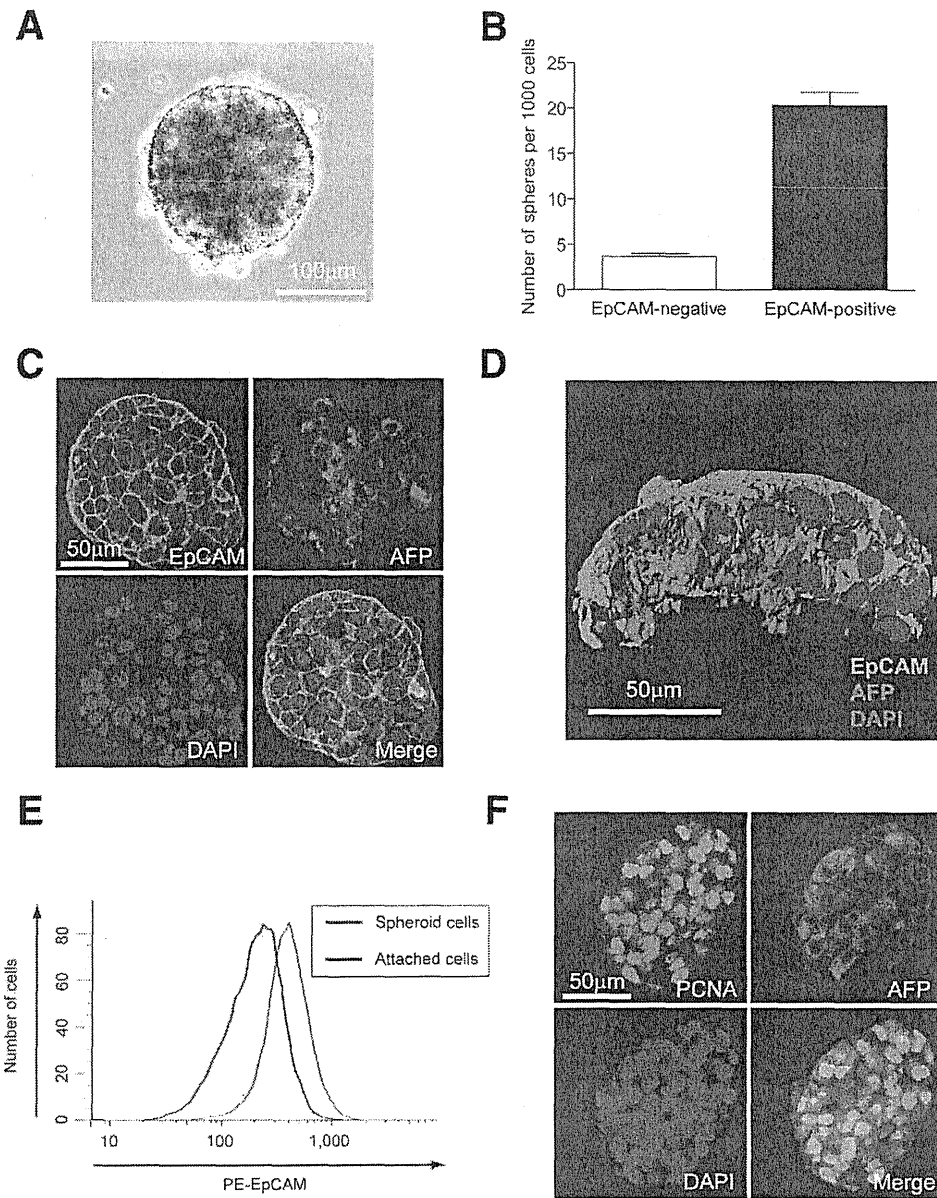 A
100μm
B
Number of spheres per 1000 cells
25
20
15
10
5
0
EpCAM-negative
EpCAM-positive
C
50μm
EpCAM
AFP
DAPI
Merge
D
EpCAM
AFP
DAPI
50μm
E
Number of cells
80
60
40
20
0
Spheroid cells
Attached cells
10
100
1,000
PE-EpCAM
F
50μm
PCNA
AFP
DAPI
Merge